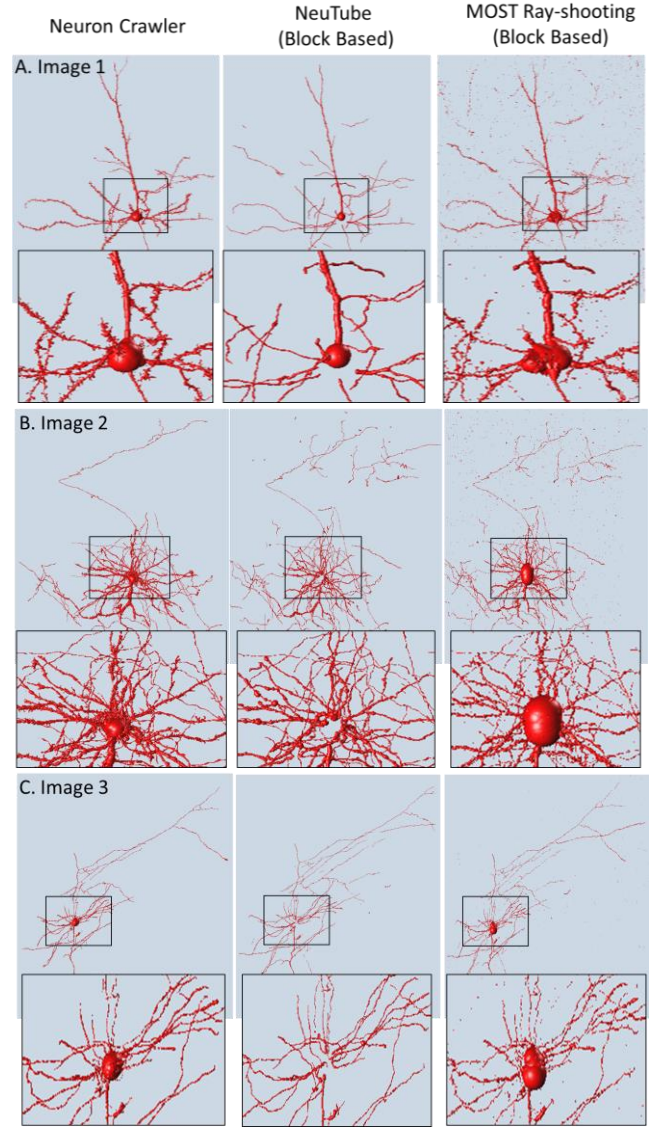 Neuron Crawler
NeuTube
(Block Based)
MOST Ray-shooting
(Block Based)
A. Image 1
B. Image 2
C. Image 3